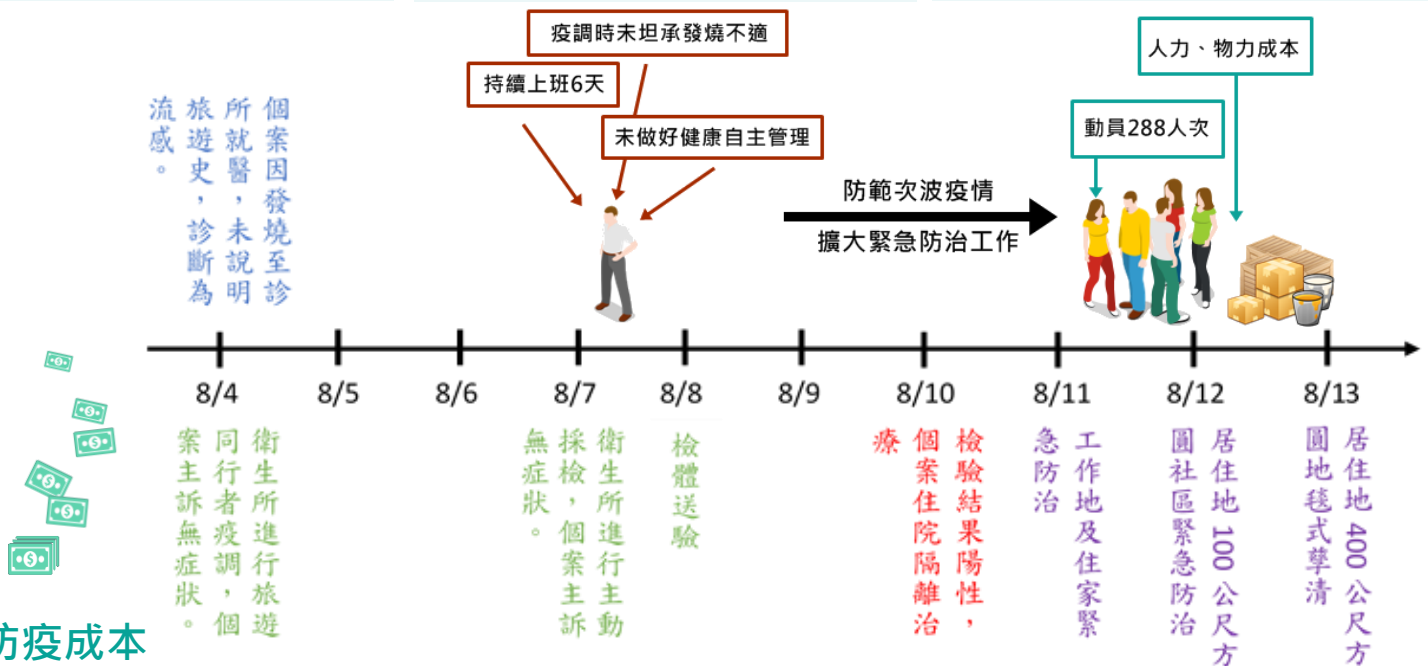 疫調時未坦承發燒不適
持續上班6天
未做好健康自主管理
人力、物力成本
動員288人次
個案因發燒至診
所就醫，未說明
旅遊史，診斷為
流感。
防範次波疫情
擴大緊急防治工作
8/4
8/5
8/6
8/7
8/8
8/9
8/10
8/11
8/12
8/13
衛生所進行旅遊
同行者疫調，個
案主訴無症狀。
衛生所進行主動
採檢，個案主訴
無症狀。
檢體送驗
檢驗結果陽性，
個案住院隔離治
療
工作地及住家緊
急防治
居住地 100 公尺方
圓社區緊急防治
居住地 400 公尺方
圓地毯式孳清
防疫成本